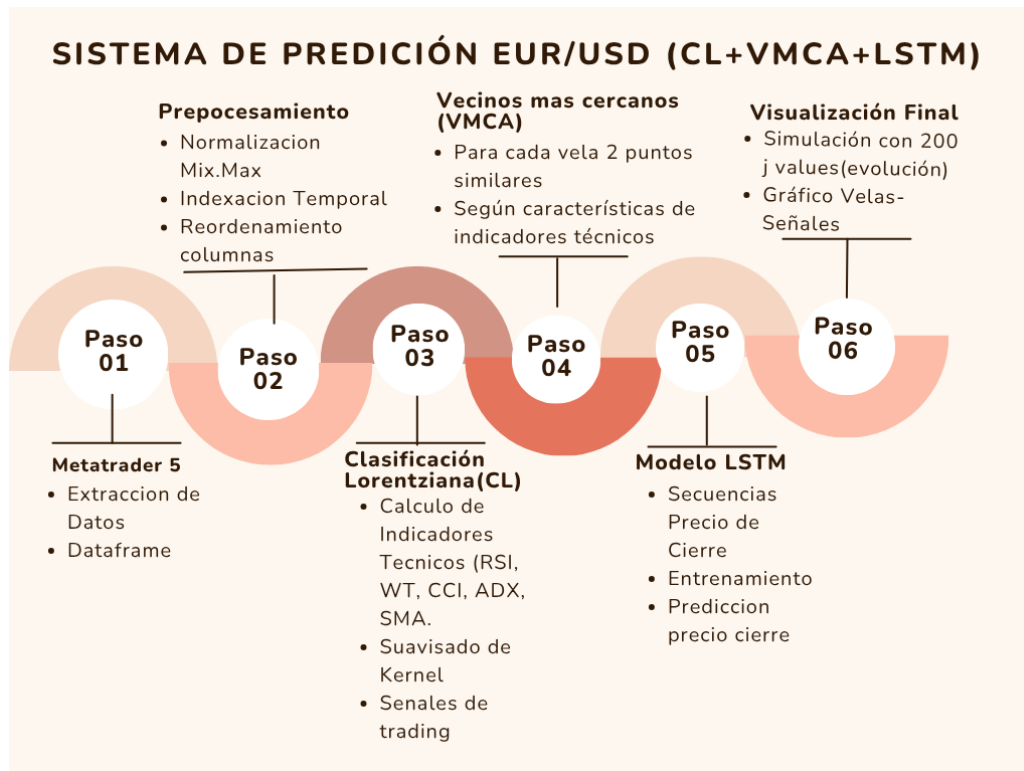 SISTEMA DE PREDICIÓN EUR/USD (CL+VMCA+LSTM)
Paso
01
Metatrader 5
• Extraccion de
Datos
• Dataframe
Prepocesamiento
• Normalizacion
Mix.Max
• Indexacion Temporal
• Reordenamiento
columnas
Paso
02
Paso
03
Clasificación
Lorentziana(CL)
• Calculo de
Indicadores
Tecnicos (RSI,
WT, CCI, ADX,
SMA.
• Suavisado de
Kernel
• Senales de
trading
Vecinos mas cercanos
(VMCA)
• Para cada vela 2 puntos
similares
• Según características de
indicadores técnicos
Paso
04
Paso
05
Modelo LSTM
• Secuencias
Precio de
Cierre
• Entrenamiento
• Prediccion
precio cierre
Visualización Final
• Simulación con 200
j values(evolución)
• Gráfico Velas-
Señales
Paso
06